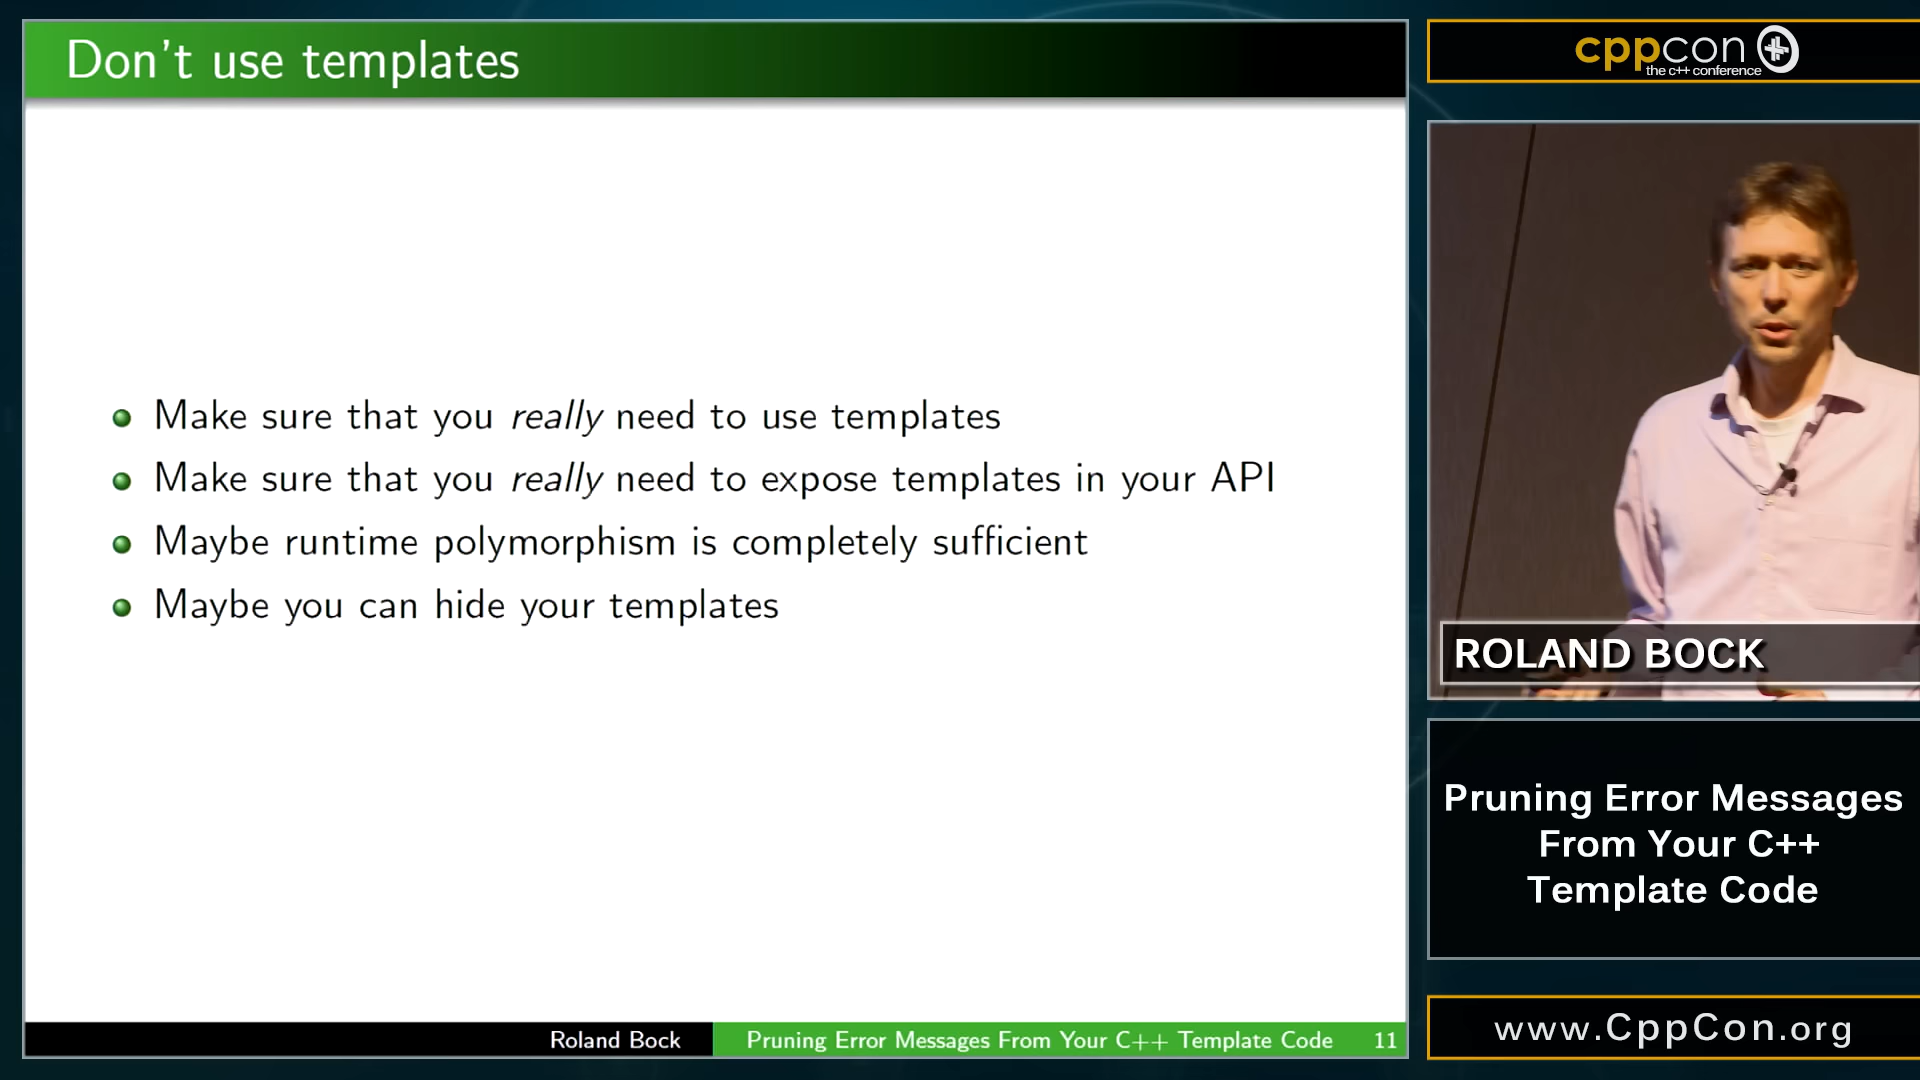 Don't use templates
Make sure that you really need to use templates
Make sure that you really need to expose templates in your API
Maybe runtime polymorphism is completely sufficient
Maybe you can hide your templates
Roland Bock
Pruning Error Messages From Your C++ Template Code 11
cppcon
the c++ conference
ROLAND BOCK
Pruning Error Messages
From Your C++
Template Code
www.CppCon.org